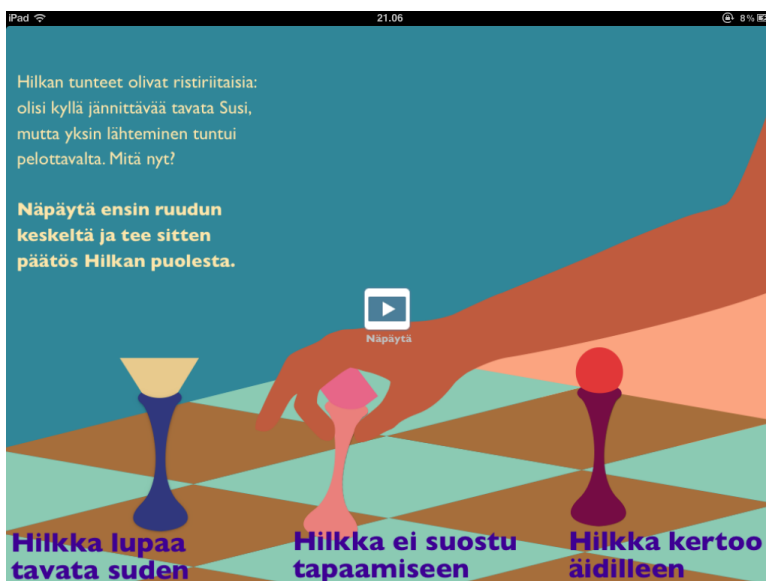 iPad 21.06 8%
Hilkan tunteet olivat ristiriitaisia:
olisi kyllä jännittävää tavata Susi,
mutta yksin lähteminen tuntui
pelottavalta. Mitä nyt?
Näpäytä ensin ruudun
keskeltä ja tee sitten
päätös Hilkan puolesta.
Näpäytä
Hilkka lupaa
tavata suden
Hilkka ei suostu
tapaamiseen
Hilkka kertoo
äidilleen